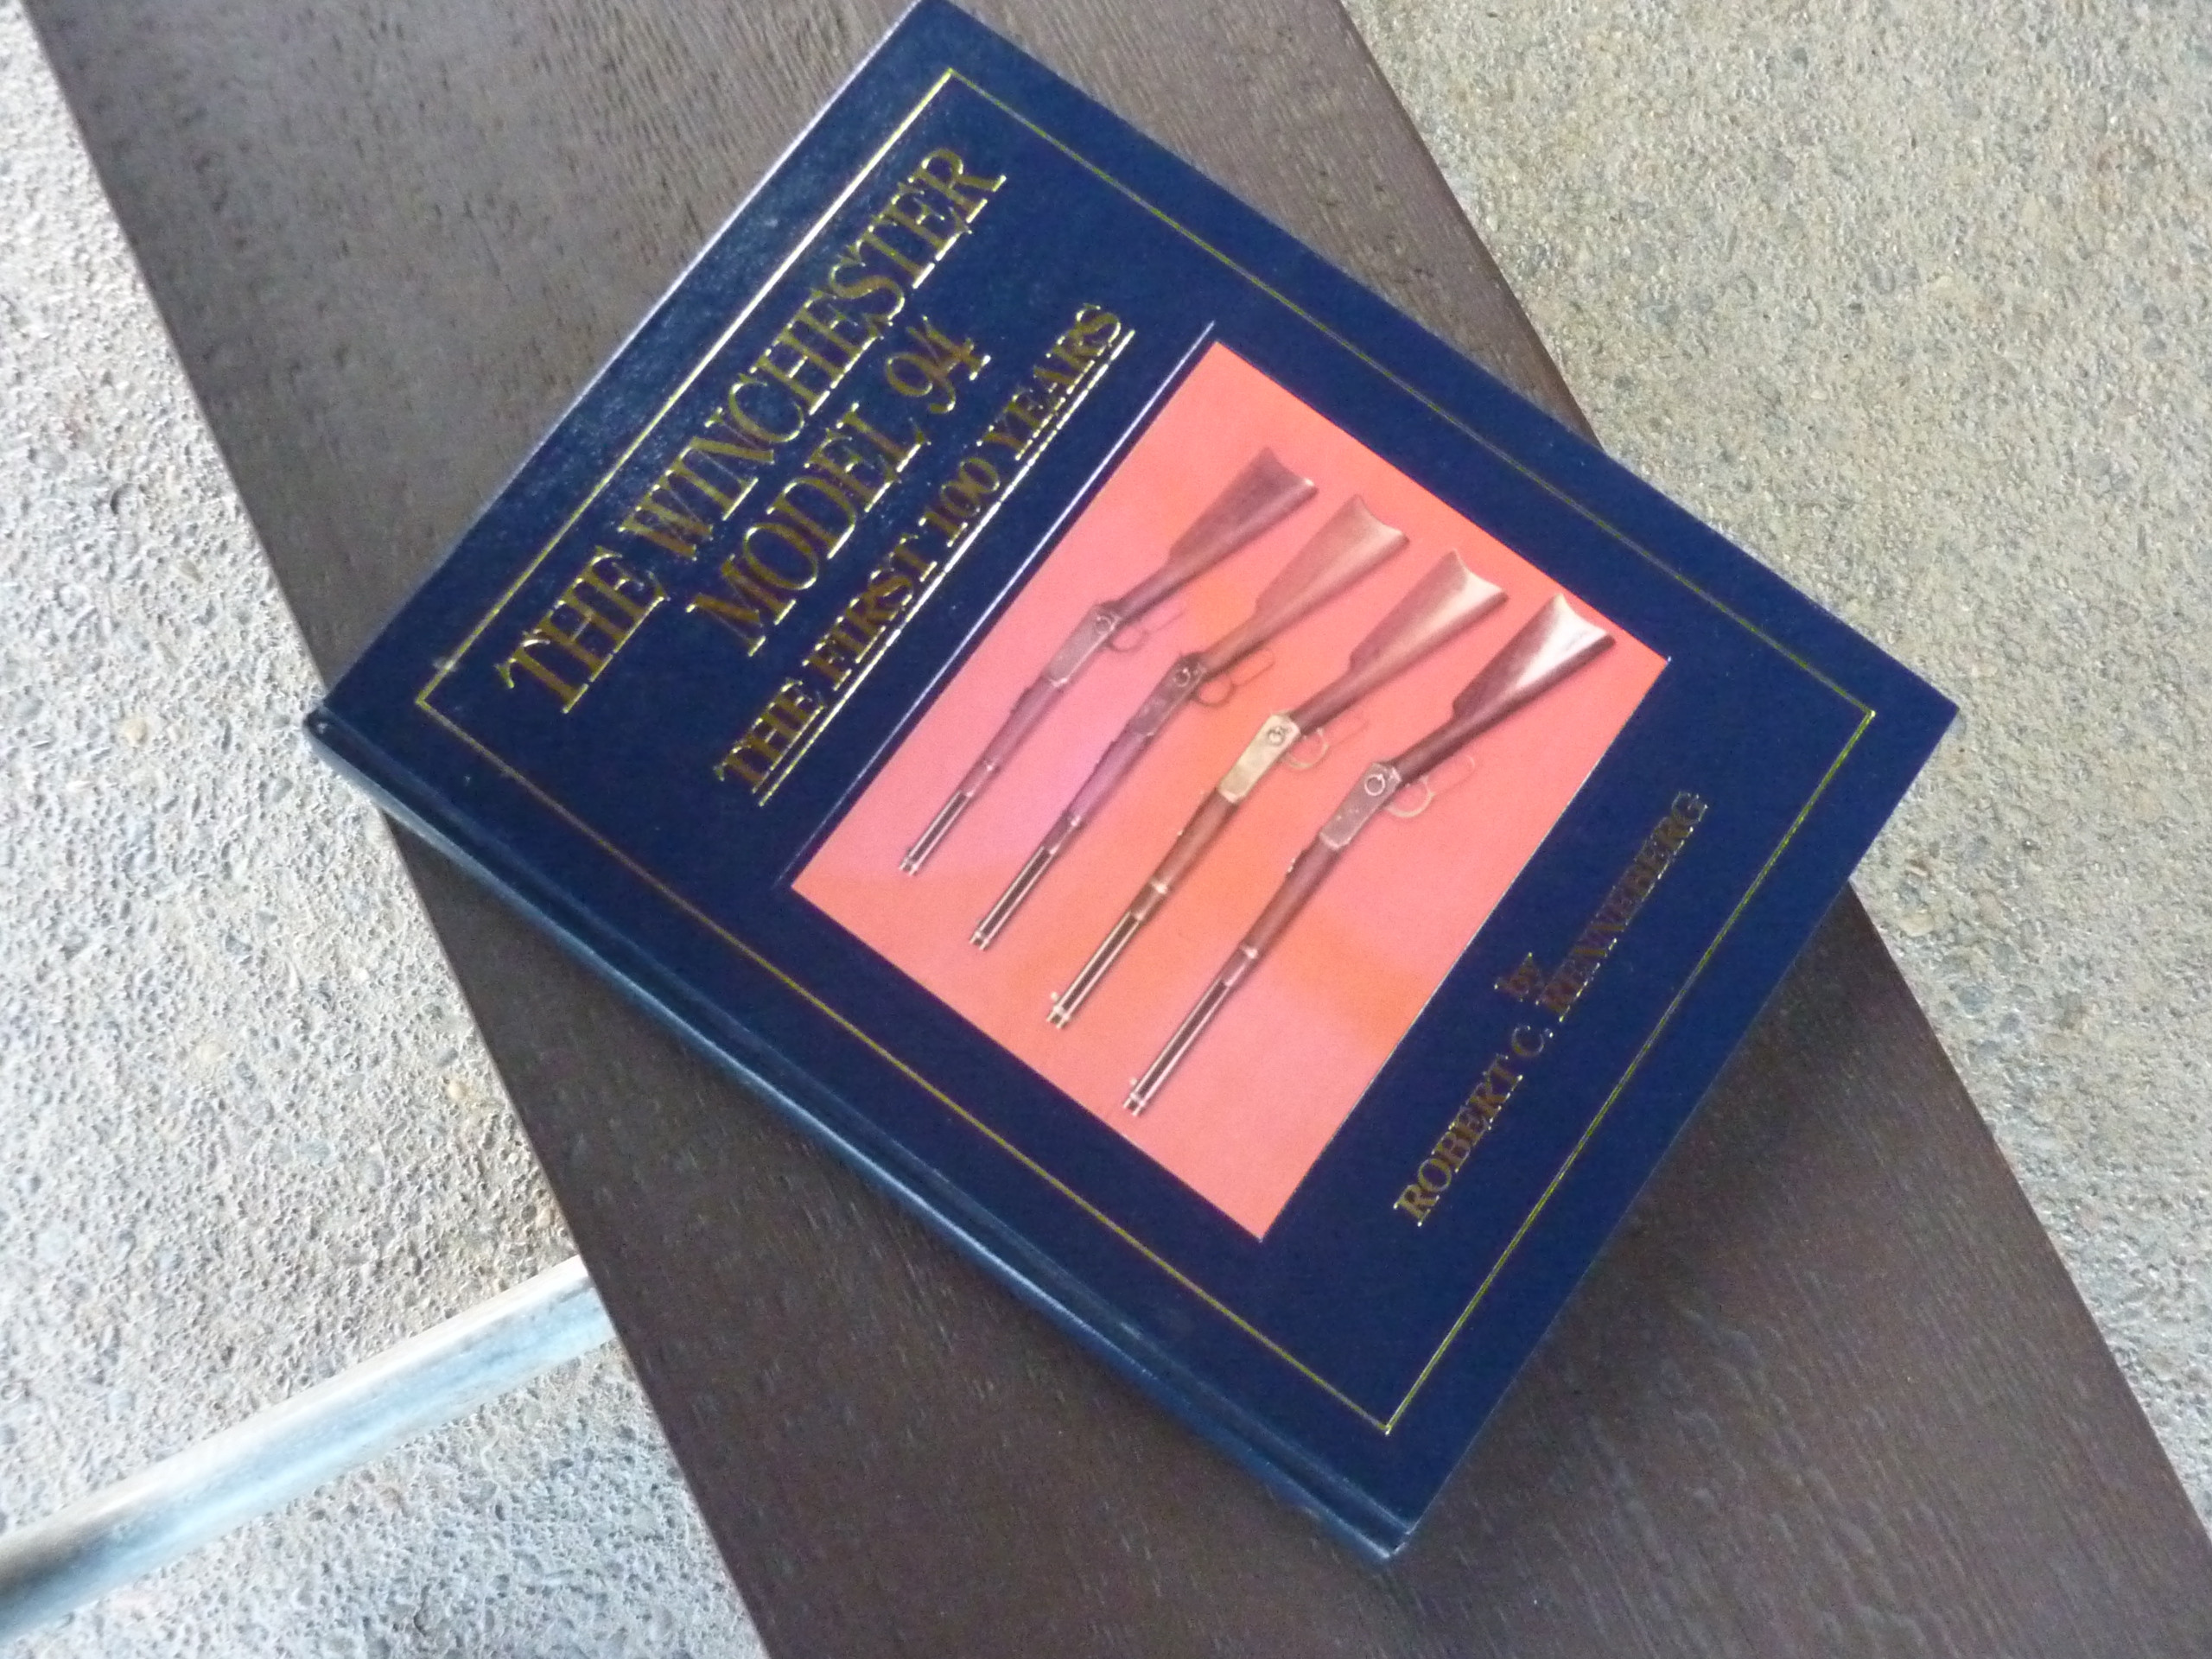 THE WINCHESTER
MODEL 94
THE FIRST 100 YEARS
by
ROBERT C. RENNEBERG